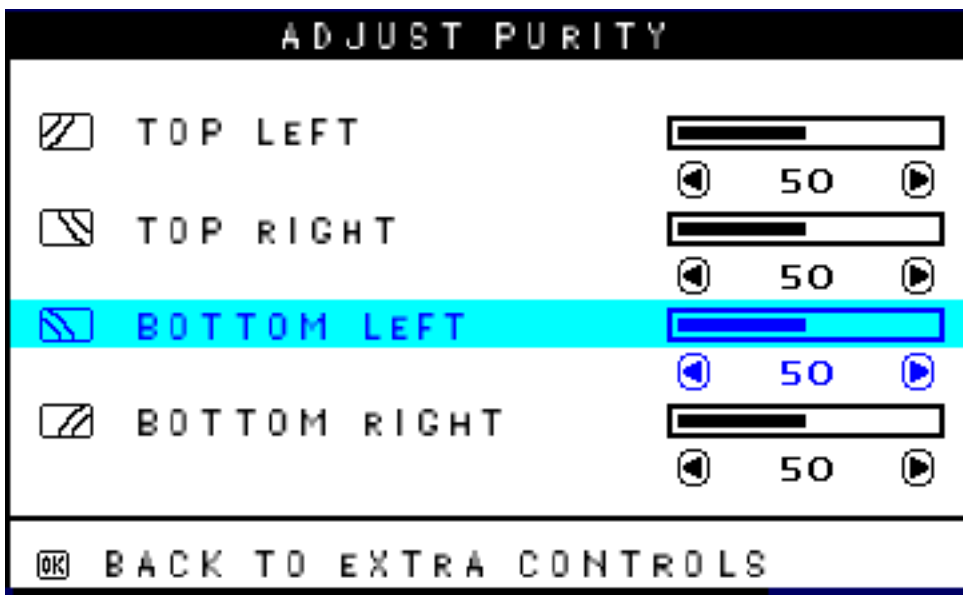 ADJUST PURITY
TOP LEFT
50
TOP RIGHT
50
BOTTOM LEFT
50
BOTTOM RIGHT
50
OK BACK TO EXTRA CONTROLS